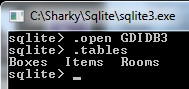 C:\Sharky\Sqlite\sqlite3.exe
sqlite> .open GDIDB3
sqlite> .tables
Boxes Items Rooms
sqlite> _